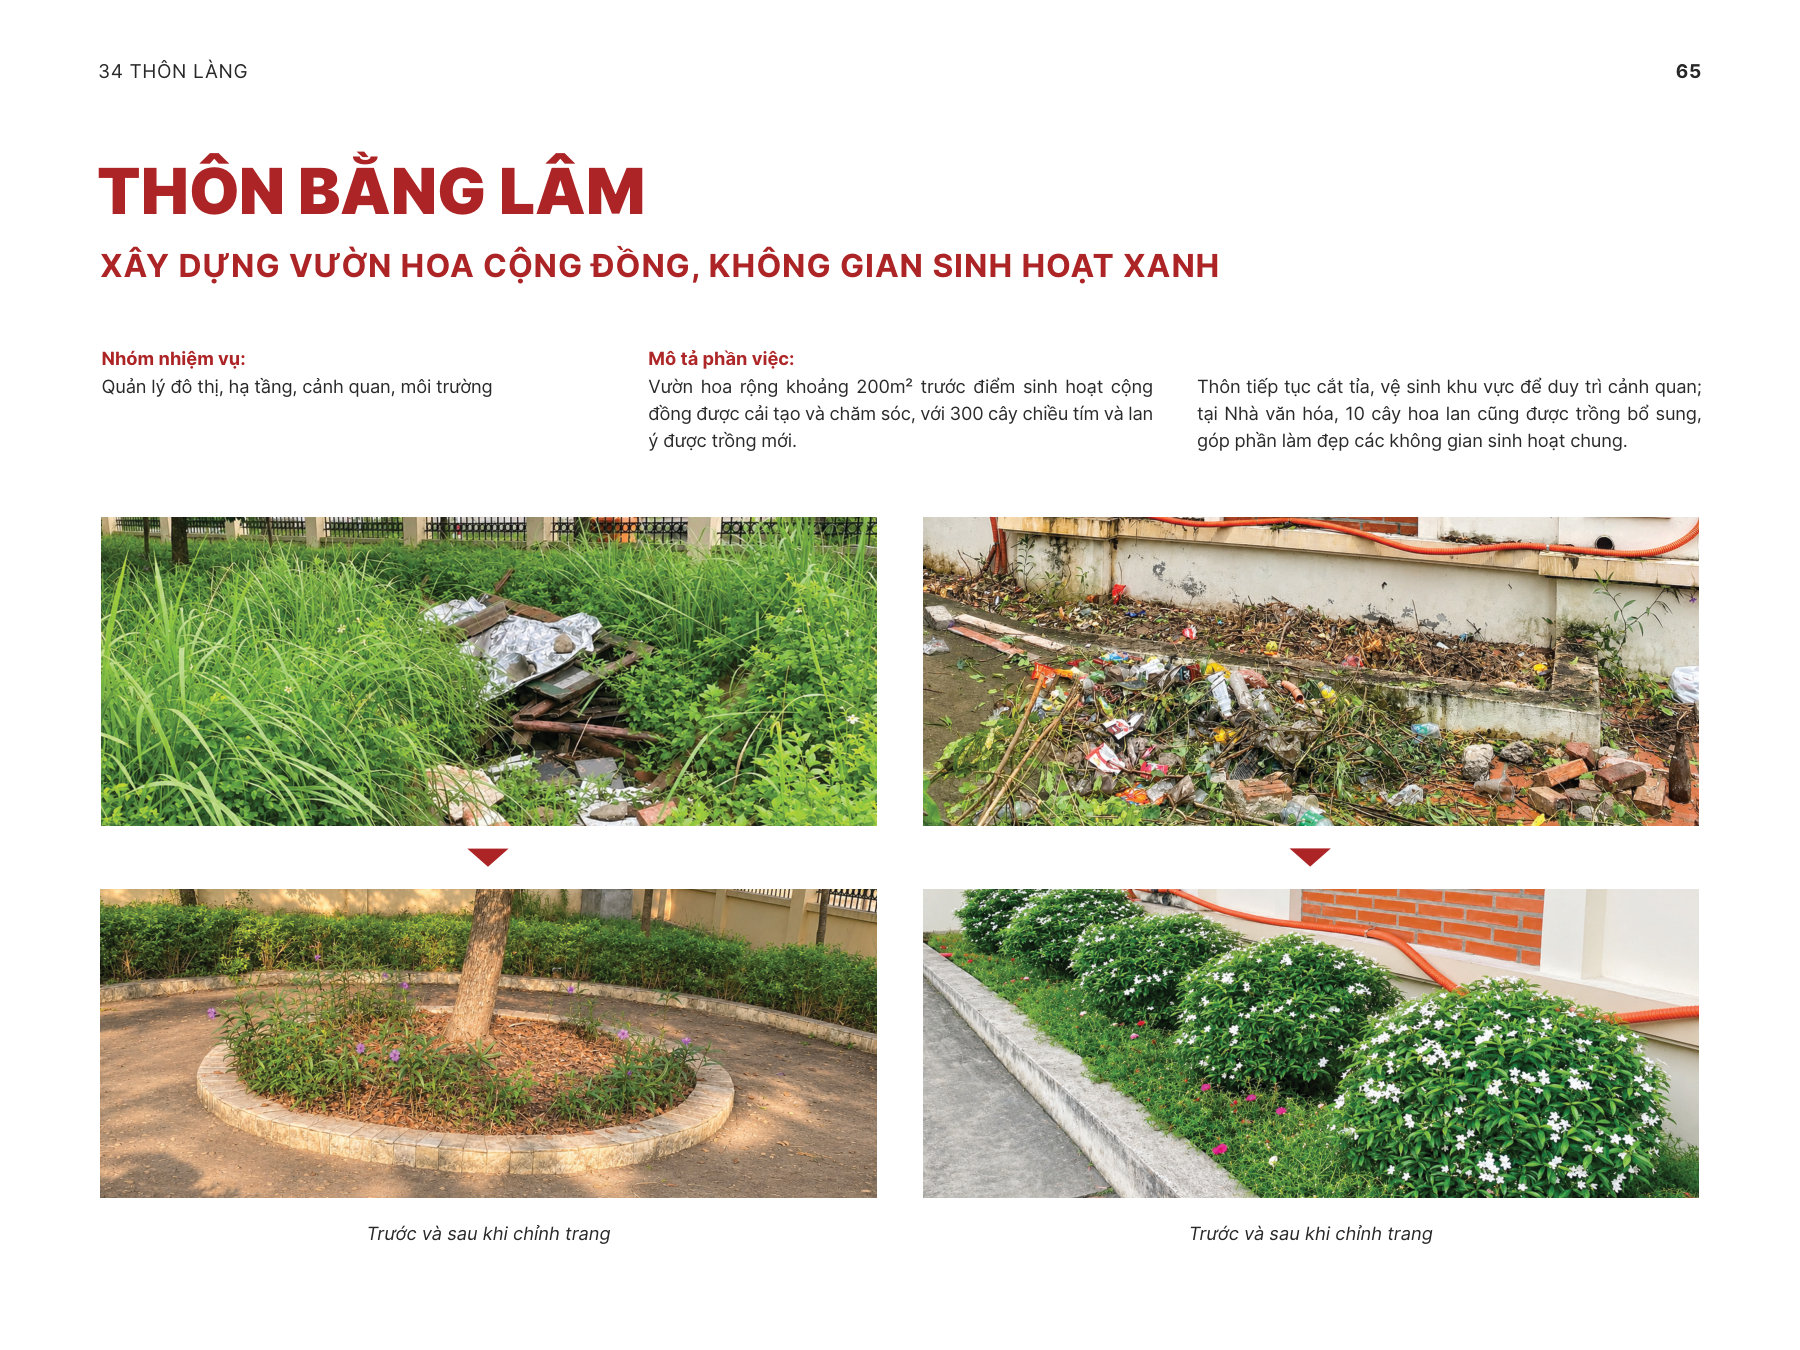 34 THÔN LÀNG
65
THÔN BẰNG LÂM
XÂY DỰNG VƯỜN HOA CỘNG ĐỒNG, KHÔNG GIAN SINH HOẠT XANH
Nhóm nhiệm vụ:
Quản lý đô thị, hạ tầng, cảnh quan, môi trường
Mô tả phần việc:
Vườn hoa rộng khoảng 200m² trước điểm sinh hoạt cộng
đồng được cải tạo và chăm sóc, với 300 cây chiều tím và lan
ý được trồng mới.
Thôn tiếp tục cắt tỉa, vệ sinh khu vực để duy trì cảnh quan;
tại Nhà văn hóa, 10 cây hoa lan cũng được trồng bổ sung,
góp phần làm đẹp các không gian sinh hoạt chung.
Trước và sau khi chỉnh trang
Trước và sau khi chỉnh trang